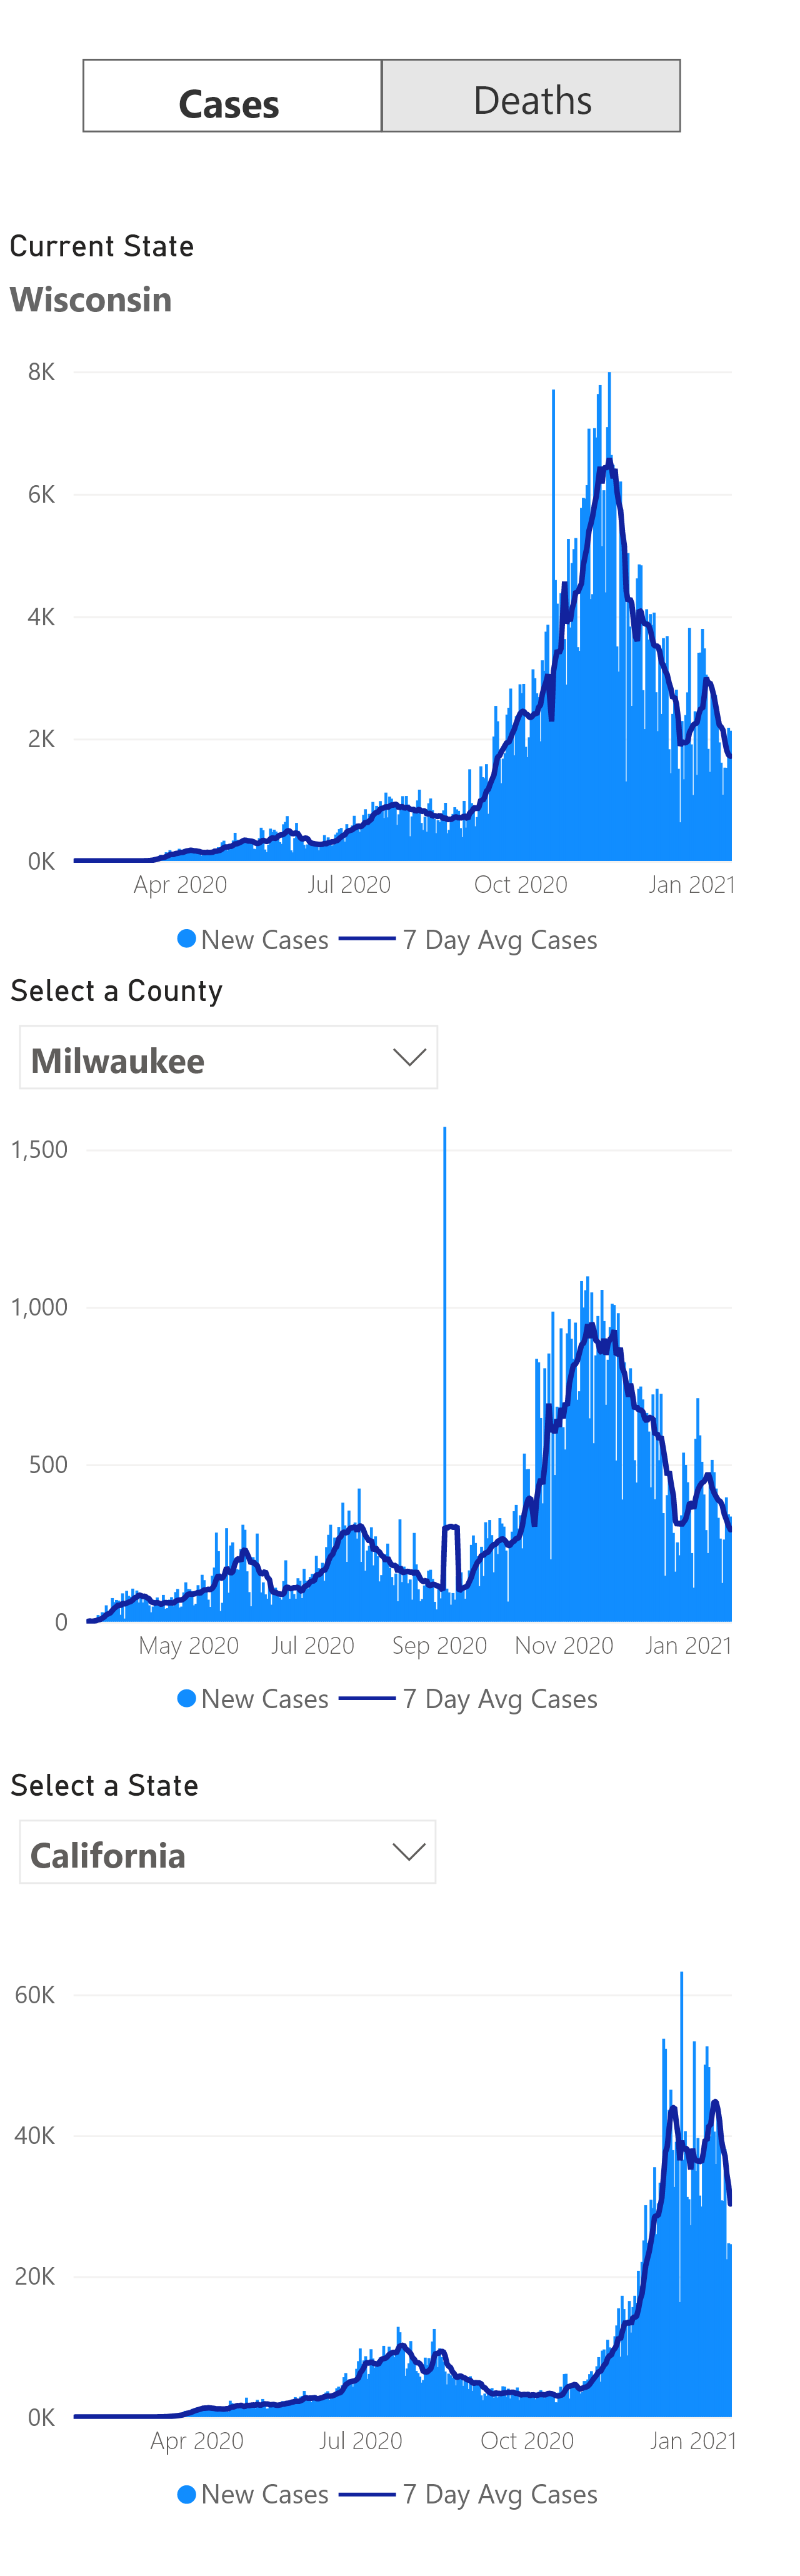 Cases Deaths
Current State
Wisconsin
8K
6K
4K
2K
0K
Apr 2020 Jul 2020 Oct 2020 Jan 2021
New Cases 7 Day Avg Cases
Select a County
Milwaukee
1,500
1,000
500
0
May 2020 Jul 2020 Sep 2020 Nov 2020 Jan 2021
New Cases 7 Day Avg Cases
Select a State
California
60K
40K
20K
0K
Apr 2020 Jul 2020 Oct 2020 Jan 2021
New Cases 7 Day Avg Cases